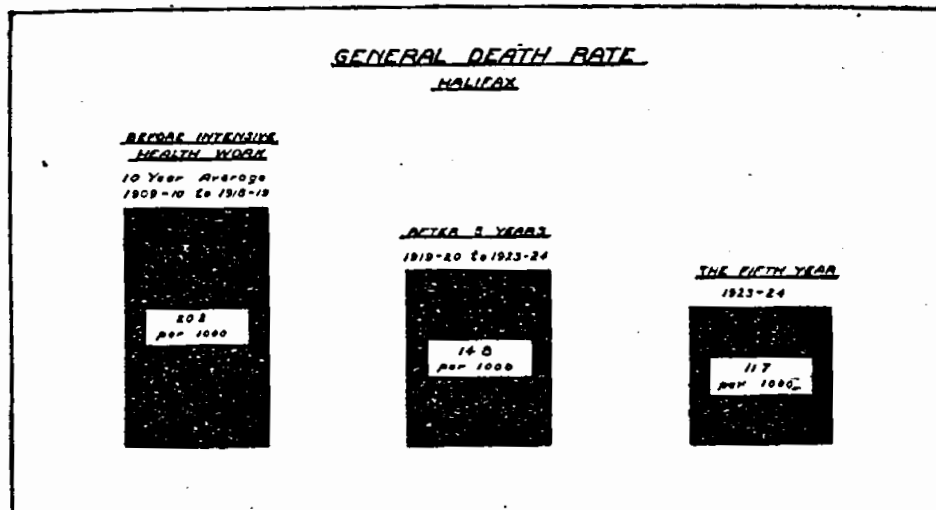 GENERAL DEATH RATE
HALIFAX
BEFORE INTENSIVE
HEALTH WORK
10 Year Average
1909-10 to 1918-19
20 2
per 1000
AFTER 5 YEARS
1919-20 to 1923-24
14 8
per 1000
THE FIFTH YEAR
1923-24
11 7
per 1000